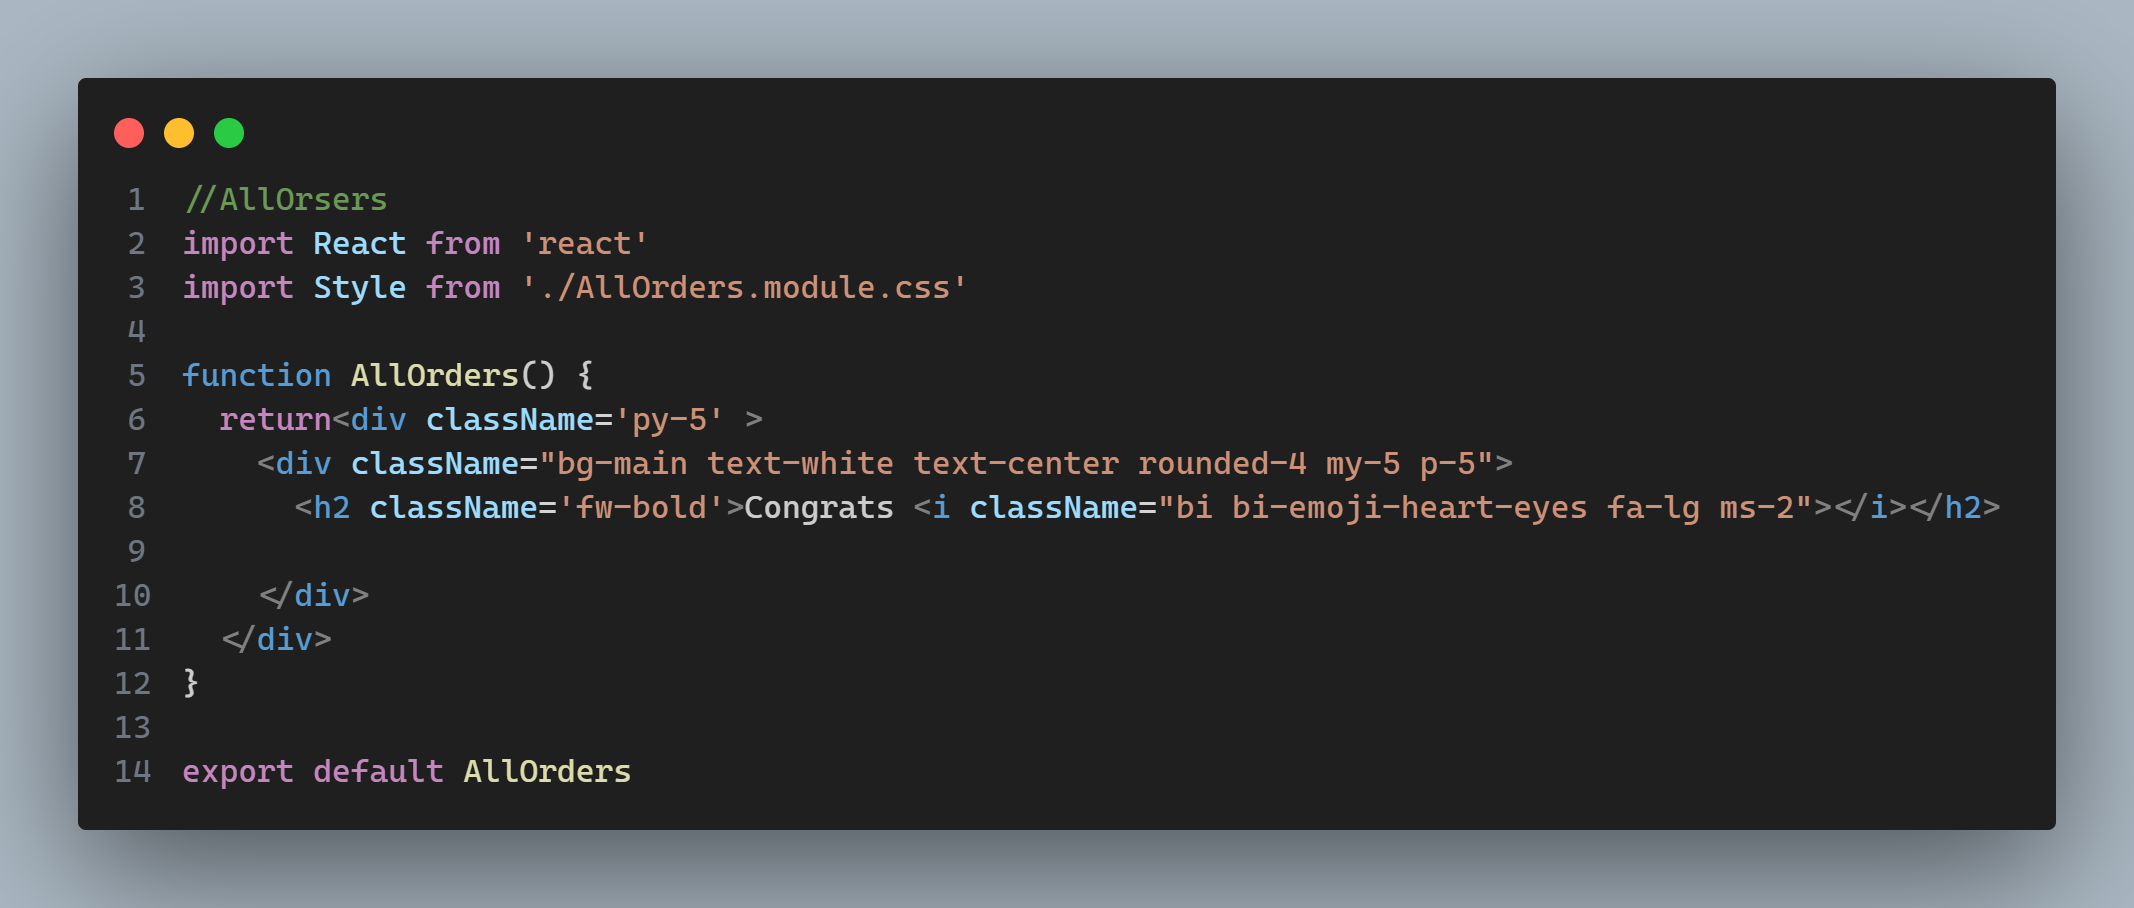 1 //AllOrsers
2 import React from 'react'
3 import Style from './AllOrders.module.css'
4
5 function AllOrders() {
6   return<div className='py-5' >
7     <div className="bg-main text-white text-center rounded-4 my-5 p-5">
8       <h2 className='fw-bold'>Congrats <i className="bi bi-emoji-heart-eyes fa-lg ms-2"></i></h2>
9
10     </div>
11   </div>
12 }
13
14 export default AllOrders